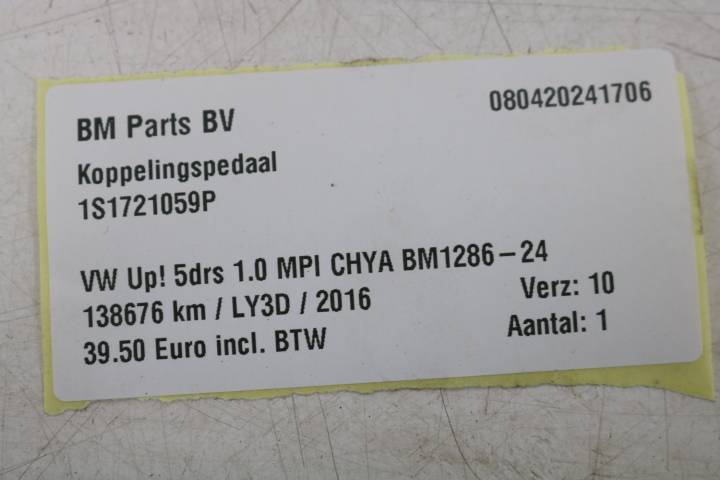 BM Parts BV 080420241706
Koppelingspedaal
1S1721059P
VW Up! 5drs 1.0 MPI CHYA BM1286-24
138676 km / LY3D / 2016 Verz: 10
39.50 Euro incl. BTW Aantal: 1